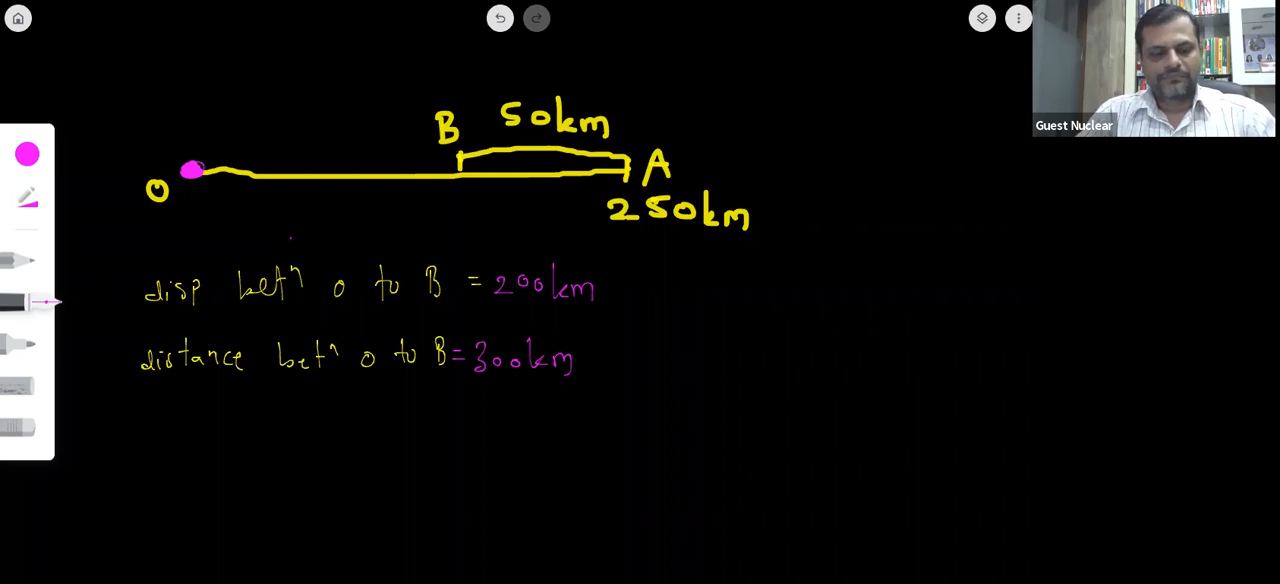 B 50km
A
O
250km
disp betⁿ o to B = 200km
distance betⁿ o to B = 300km
Guest Nuclear